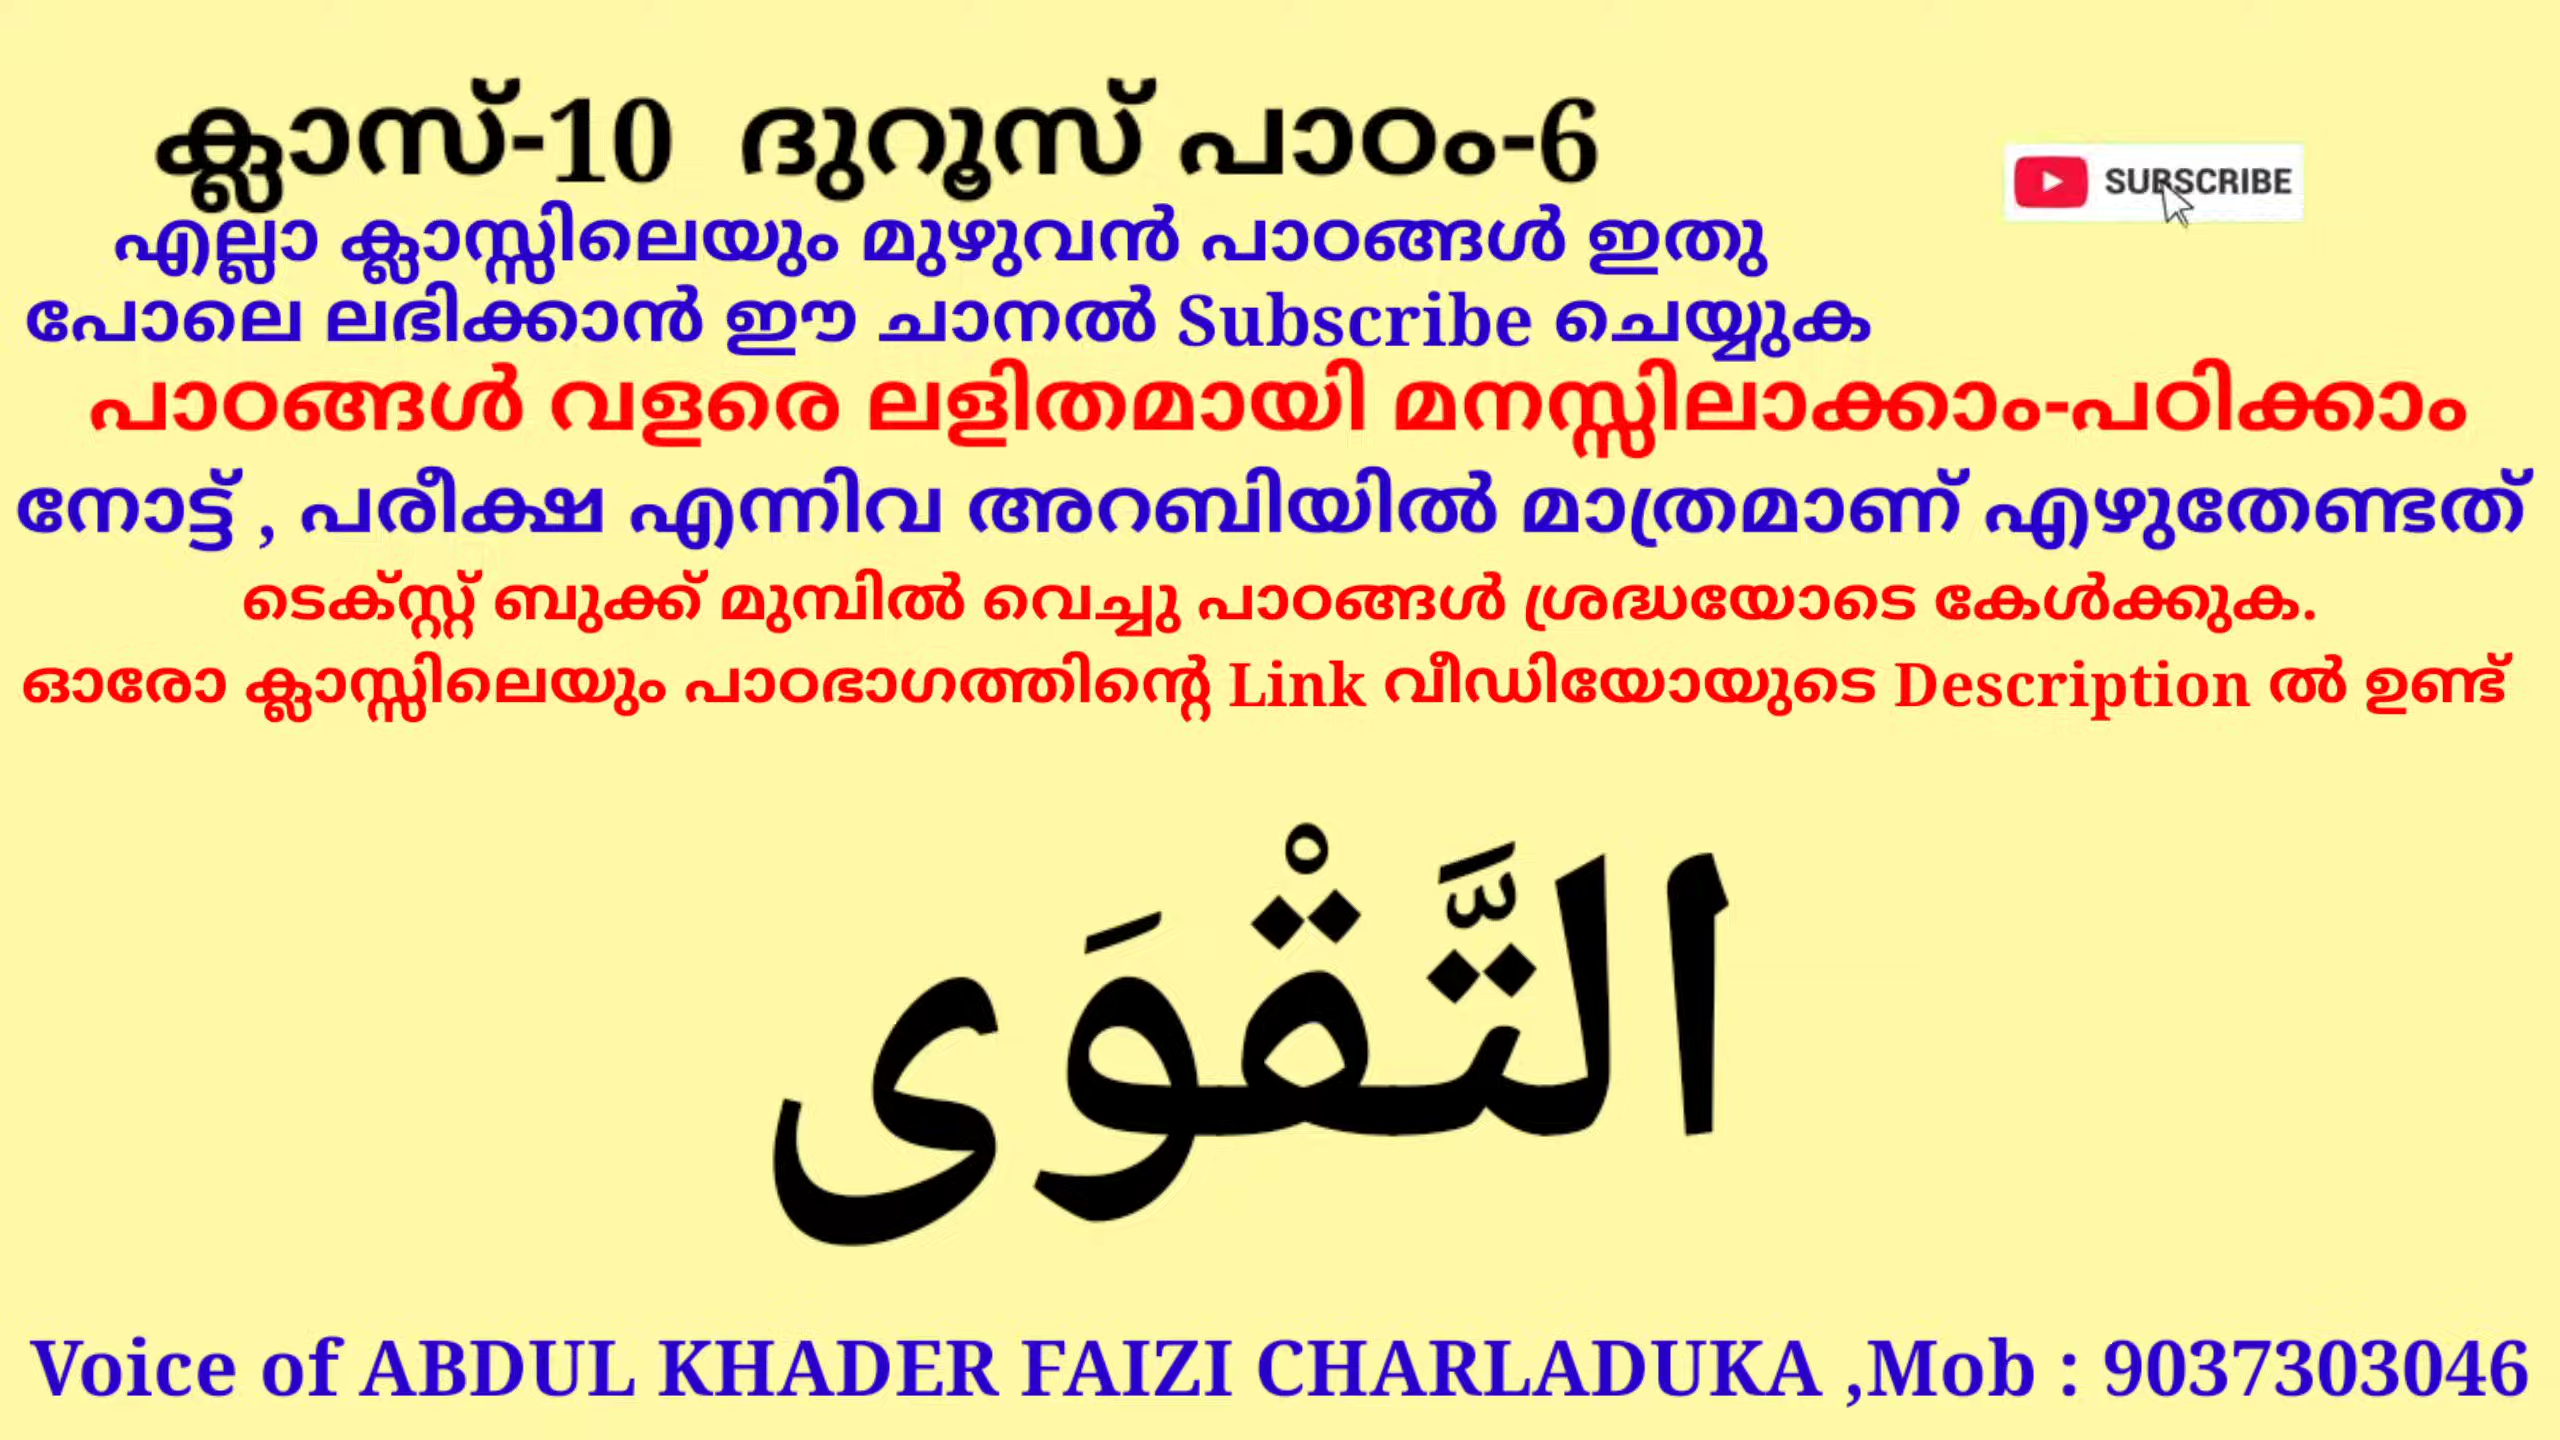 ക്ലാസ്-10 ദുറൂസ് പാഠം-6
SUBSCRIBE
എല്ലാ ക്ലാസ്സിലെയും മുഴുവൻ പാഠങ്ങൾ ഇതു
പോലെ ലഭിക്കാൻ ഈ ചാനൽ Subscribe ചെയ്യുക
പാഠങ്ങൾ വളരെ ലളിതമായി മനസ്സിലാക്കാം-പഠിക്കാം
നോട്ട് , പരീക്ഷ എന്നിവ അറബിയിൽ മാത്രമാണ് എഴുതേണ്ടത്
ടെക്സ്റ്റ് ബുക്ക് മുമ്പിൽ വെച്ചു പാഠങ്ങൾ ശ്രദ്ധയോടെ കേൾക്കുക.
ഓരോ ക്ലാസ്സിലെയും പാഠഭാഗത്തിന്റെ Link വീഡിയോയുടെ Description ൽ ഉണ്ട്
التَّقْوَى
Voice of ABDUL KHADER FAIZI CHARLADUKA ,Mob : 9037303046